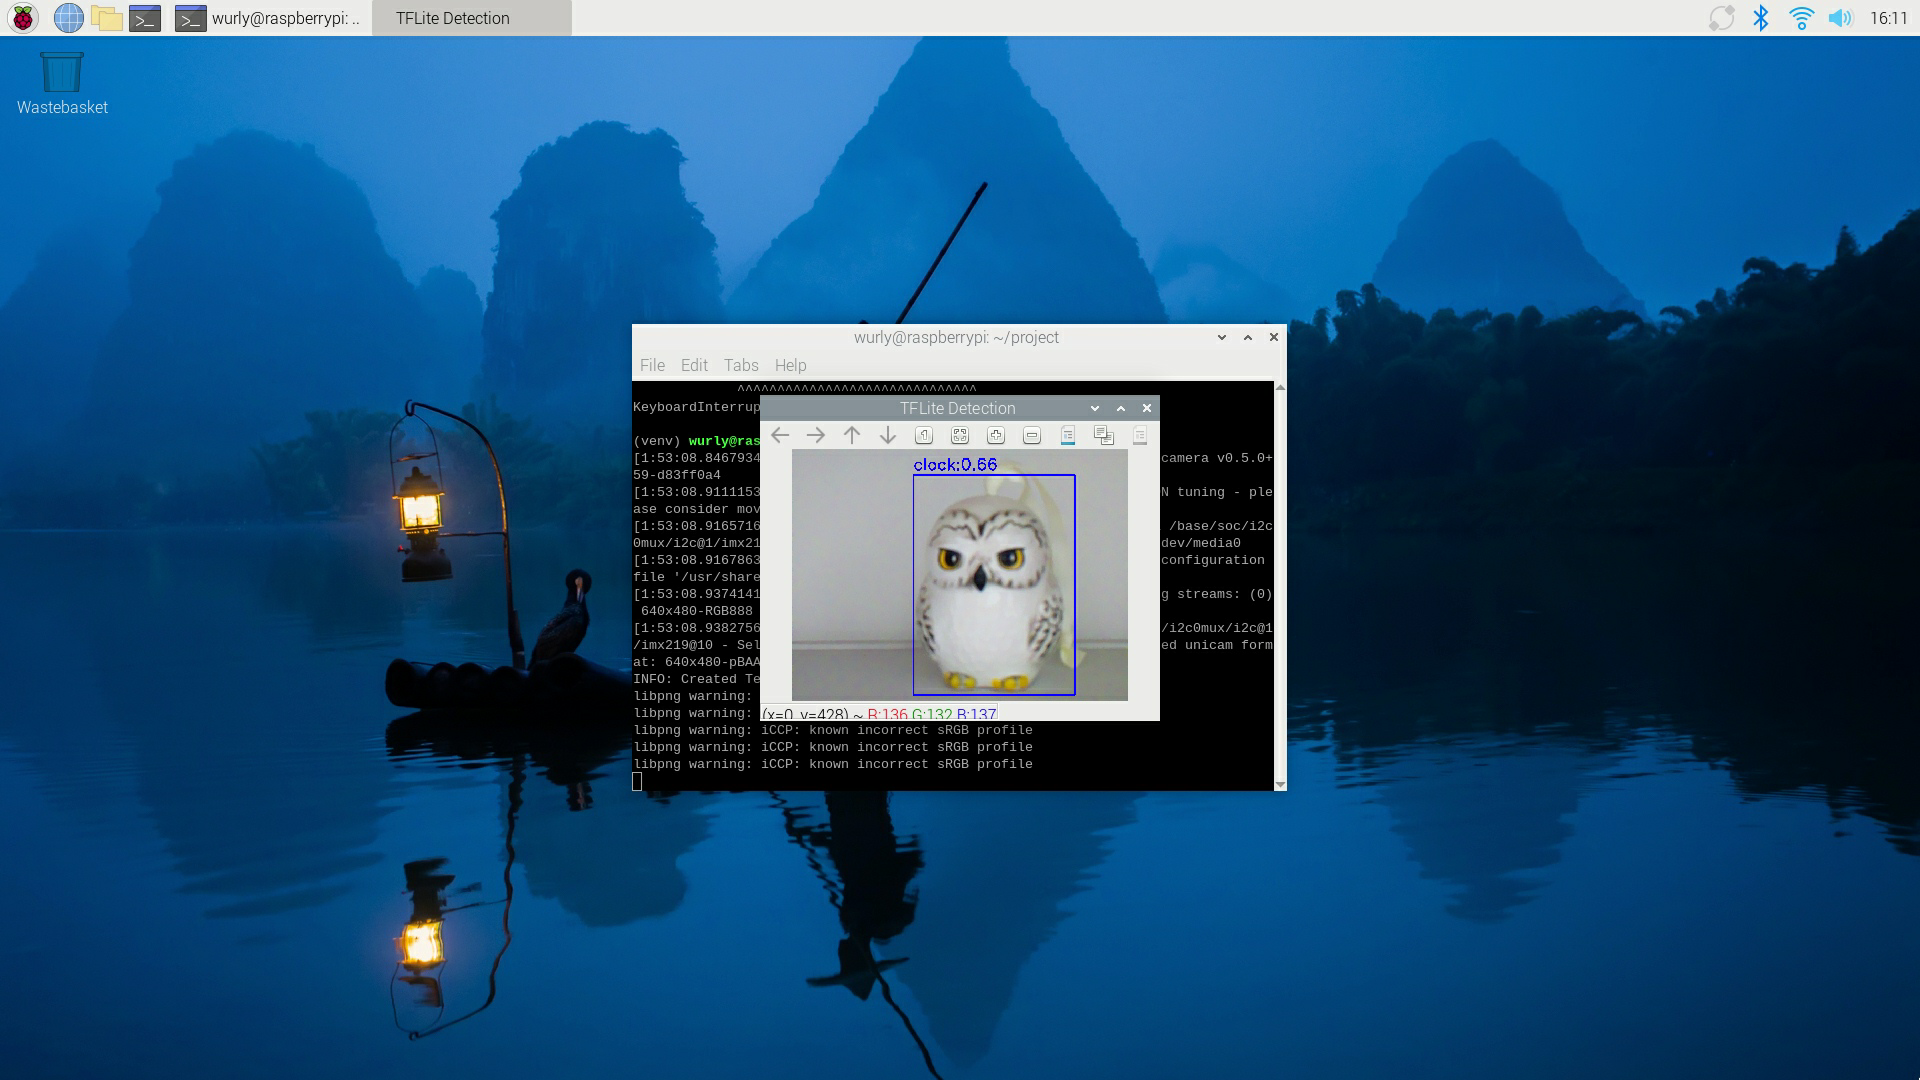 wurly@raspberrypi: ..
TFLite Detection
16:11
Wastebasket
wurly@raspberrypi: ~/project
File Edit Tabs Help
^^^^^^^^^^^^^^^^^^^^^^^^^^^^^^
KeyboardInterrup
(venv) wurly@ras
[1:53:08.8467934 camera v0.5.0+
59-d83ff0a4
[1:53:08.9111153 N tuning - ple
ase consider mov
[1:53:08.9165716 /base/soc/i2c
0mux/i2c@1/imx21 dev/media0
[1:53:08.9167863 configuration
file '/usr/share
[1:53:08.9374141 g streams: (0)
640x480-RGB888
[1:53:08.9382756 /i2c0mux/i2c@1
/imx219@10 - Sel ed unicam form
at: 640x480-pBAA
INFO: Created Te
libpng warning:
libpng warning:
libpng warning: iCCP: known incorrect sRGB profile
libpng warning: iCCP: known incorrect sRGB profile
libpng warning: iCCP: known incorrect sRGB profile
TFLite Detection
clock:0.66
(x=0, y=428) ~ R:136 G:132 B:137